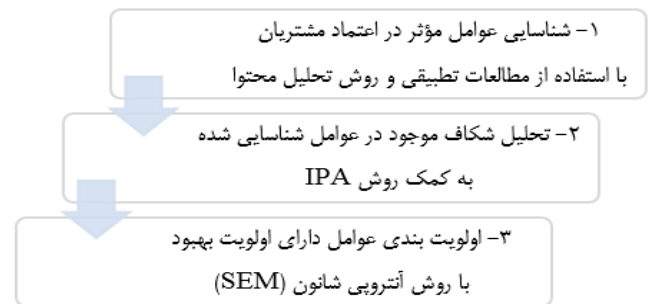 ۱- شناسایی عوامل مؤثر در اعتماد مشتریان
با استفاده از مطالعات تطبیقی و روش تحلیل محتوا
۲- تحلیل شکاف موجود در عوامل شناسایی شده
به کمک روش IPA
۳- اولویت بندی عوامل دارای اولویت بهبود
با روش آنتروپی شانون (SEM)